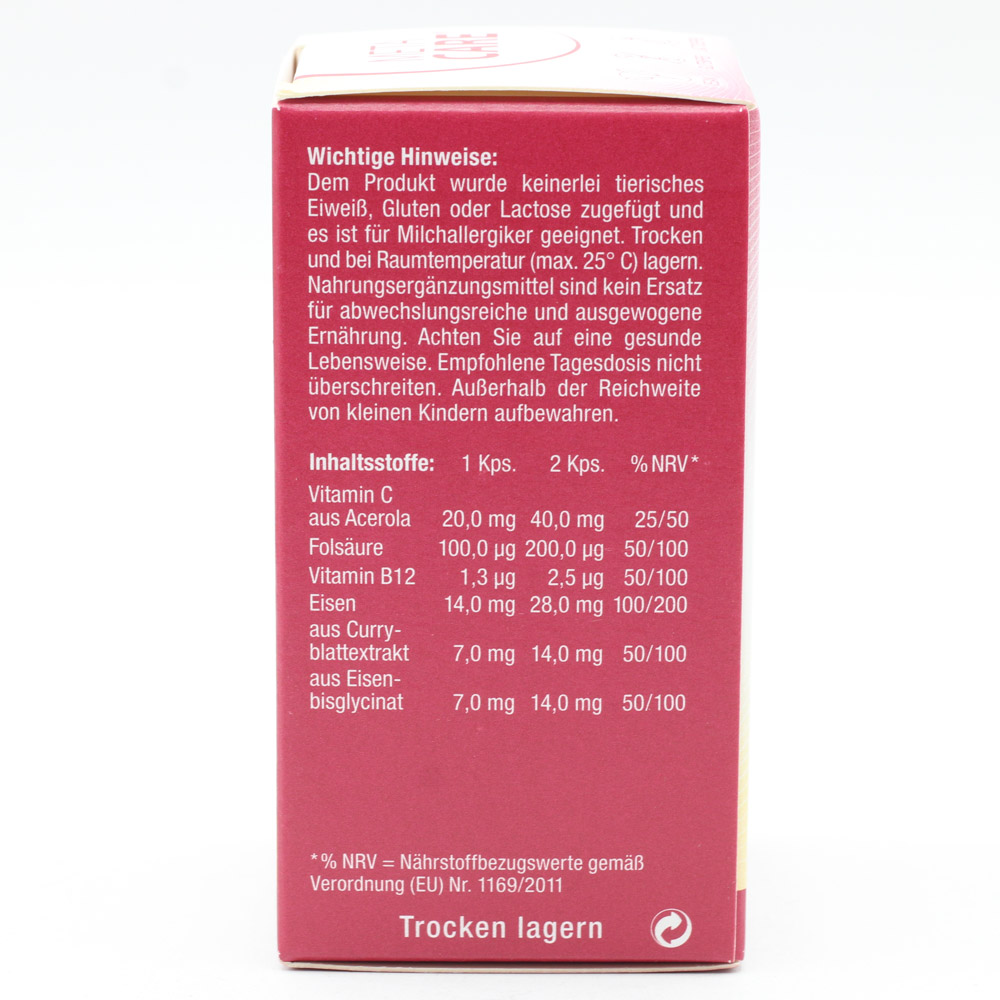 CARE
Wichtige Hinweise:
Dem Produkt wurde keinerlei tierisches
Eiweiß, Gluten oder Lactose zugefügt und
es ist für Milchallergiker geeignet. Trocken
und bei Raumtemperatur (max. 25° C) lagern.
Nahrungsergänzungsmittel sind kein Ersatz
für abwechslungsreiche und ausgewogene
Ernährung. Achten Sie auf eine gesunde
Lebensweise. Empfohlene Tagesdosis nicht
überschreiten. Außerhalb der Reichweite
von kleinen Kindern aufbewahren.
Inhaltsstoffe: 1 Kps. 2 Kps. % NRV*
Vitamin C
aus Acerola 20,0 mg 40,0 mg 25/50
Folsäure 100,0 µg 200,0 µg 50/100
Vitamin B12 1,3 µg 2,5 µg 50/100
Eisen 14,0 mg 28,0 mg 100/200
aus Curry-
blattextrakt 7,0 mg 14,0 mg 50/100
aus Eisen-
bisglycinat 7,0 mg 14,0 mg 50/100
*% NRV = Nährstoffbezugswerte gemäß
Verordnung (EU) Nr. 1169/2011
Trocken lagern